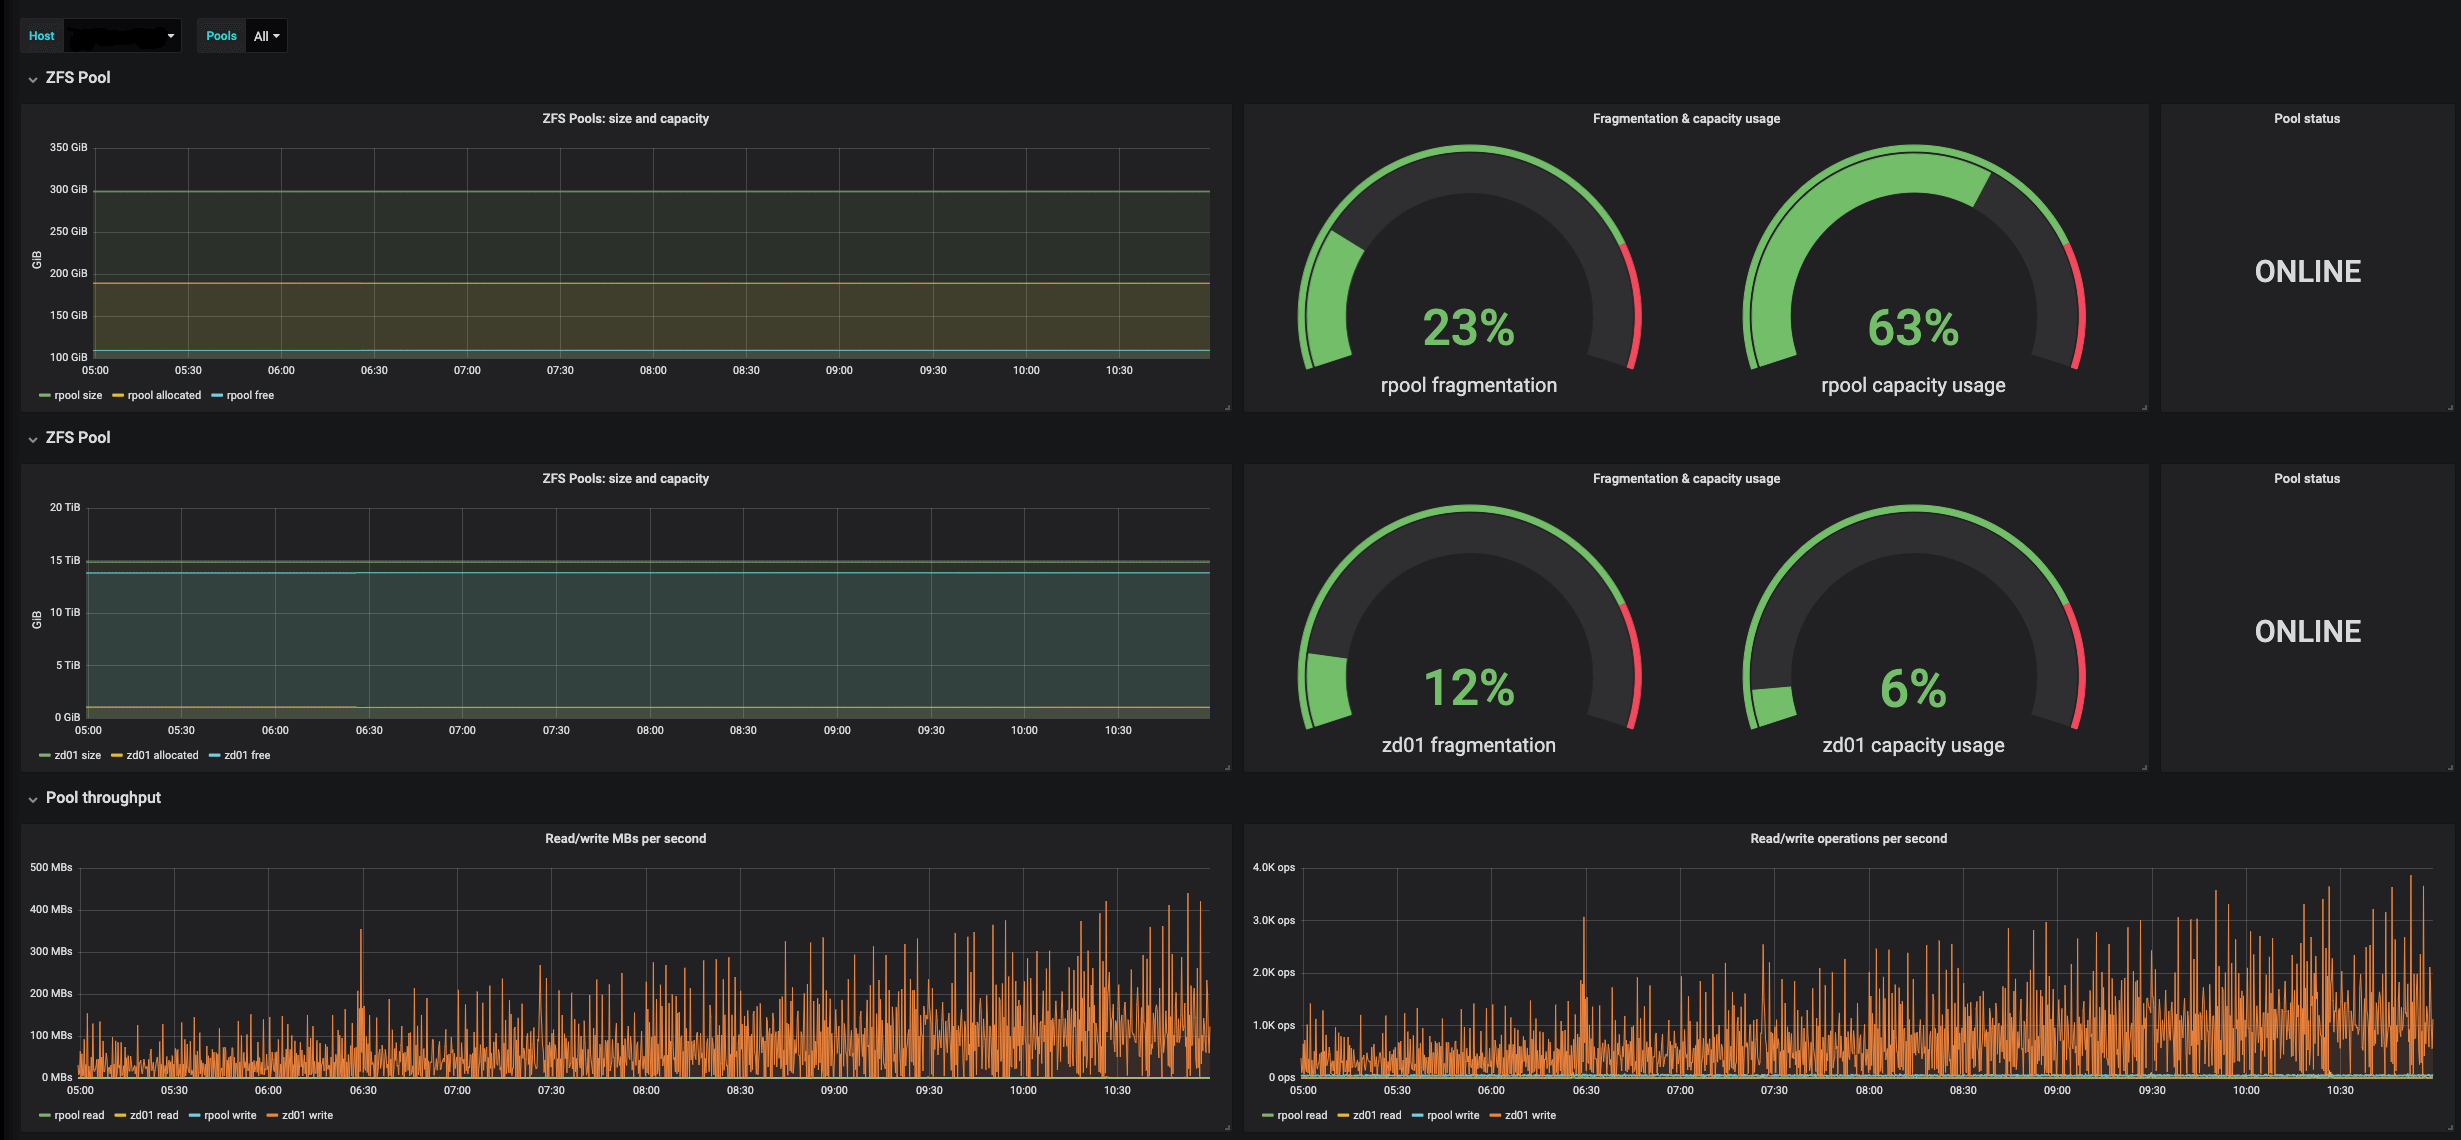 Host
Pools All
ZFS Pool
ZFS Pools: size and capacity
350 GiB
300 GiB
250 GiB
200 GiB
150 GiB
100 GiB
GiB
05:00 05:30 06:00 06:30 07:00 07:30 08:00 08:30 09:00 09:30 10:00 10:30
rpool size rpool allocated rpool free
Fragmentation & capacity usage
23%
rpool fragmentation
63%
rpool capacity usage
Pool status
ONLINE
ZFS Pool
ZFS Pools: size and capacity
20 TiB
15 TiB
10 TiB
5 TiB
0 GiB
GiB
05:00 05:30 06:00 06:30 07:00 07:30 08:00 08:30 09:00 09:30 10:00 10:30
zd01 size zd01 allocated zd01 free
Fragmentation & capacity usage
12%
zd01 fragmentation
6%
zd01 capacity usage
Pool status
ONLINE
Pool throughput
Read/write MBs per second
500 MBs
400 MBs
300 MBs
200 MBs
100 MBs
0 MBs
05:00 05:30 06:00 06:30 07:00 07:30 08:00 08:30 09:00 09:30 10:00 10:30
rpool read zd01 read rpool write zd01 write
Read/write operations per second
4.0K ops
3.0K ops
2.0K ops
1.0K ops
0 ops
05:00 05:30 06:00 06:30 07:00 07:30 08:00 08:30 09:00 09:30 10:00 10:30
rpool read zd01 read rpool write zd01 write